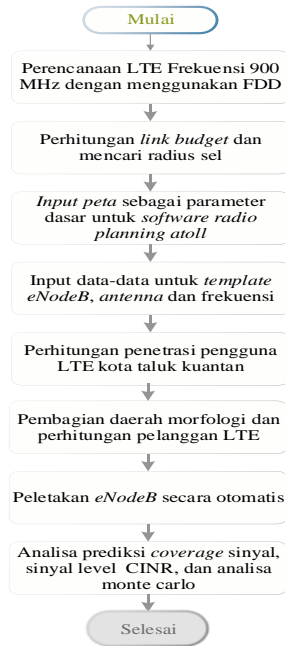 Mulai
Perencanaan LTE Frekuensi 900
MHz dengan menggunakan FDD
Perhitungan link budget dan
mencari radius sel
Input peta sebagai parameter
dasar untuk software radio
planning atoll
Input data-data untuk template
eNodeB, antenna dan frekuensi
Perhitungan penetrasi pengguna
LTE kota taluk kuantan
Pembagian daerah morfologi dan
perhitungan pelanggan LTE
Peletakan eNodeB secara otomatis
Analisa prediksi coverage sinyal,
sinyal level CINR, dan analisa
monte carlo
Selesai